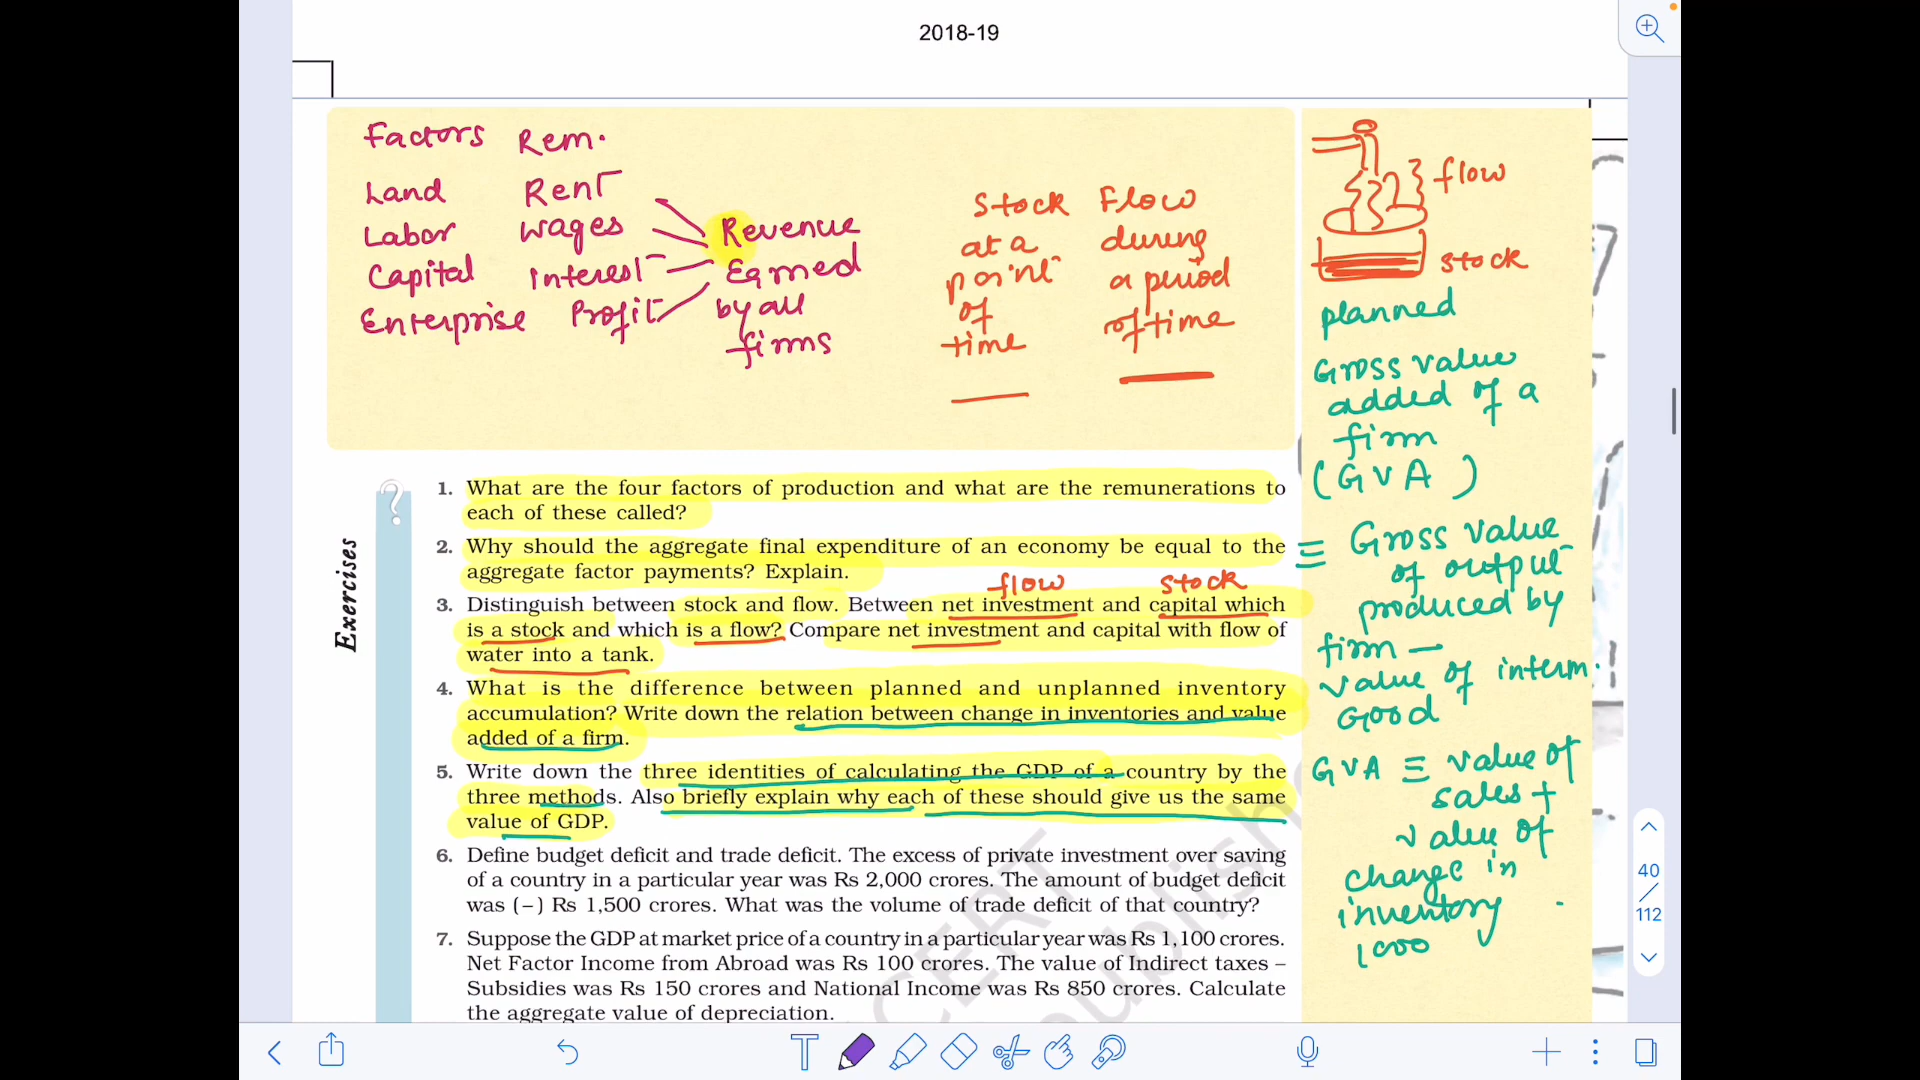 2018-19
Factors Rem.
Land Rent
Labor Wages
Capital Interest
Enterprise Profit
Revenue
Earned
by all
firms
Stock Flow
at a during
point a period
of of time
time
flow
stock
planned
Gross value
added of a
firm
(GVA)
≡ Gross value
of output
produced by
firm –
value of interm.
Good
GVA ≡ value of
sales +
value of
change in
inventory
1000
Exercises
?
1. What are the four factors of production and what are the remunerations to
each of these called?
2. Why should the aggregate final expenditure of an economy be equal to the
aggregate factor payments? Explain.
flow stock
3. Distinguish between stock and flow. Between net investment and capital which
is a stock and which is a flow? Compare net investment and capital with flow of
water into a tank.
4. What is the difference between planned and unplanned inventory
accumulation? Write down the relation between change in inventories and value
added of a firm.
5. Write down the three identities of calculating the GDP of a country by the
three methods. Also briefly explain why each of these should give us the same
value of GDP.
6. Define budget deficit and trade deficit. The excess of private investment over saving
of a country in a particular year was Rs 2,000 crores. The amount of budget deficit
was (–) Rs 1,500 crores. What was the volume of trade deficit of that country?
7. Suppose the GDP at market price of a country in a particular year was Rs 1,100 crores.
Net Factor Income from Abroad was Rs 100 crores. The value of Indirect taxes –
Subsidies was Rs 150 crores and National Income was Rs 850 crores. Calculate
the aggregate value of depreciation.
40
112
T